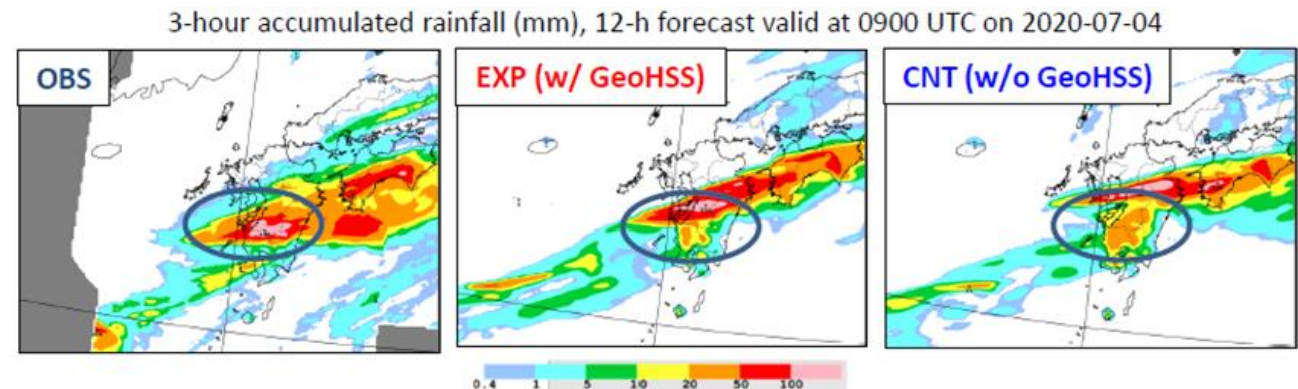 3-hour accumulated rainfall (mm), 12-h forecast valid at 0900 UTC on 2020-07-04
OBS
EXP (w/ GeoHSS)
CNT (w/o GeoHSS)
0.4 1 5 10 20 50 100